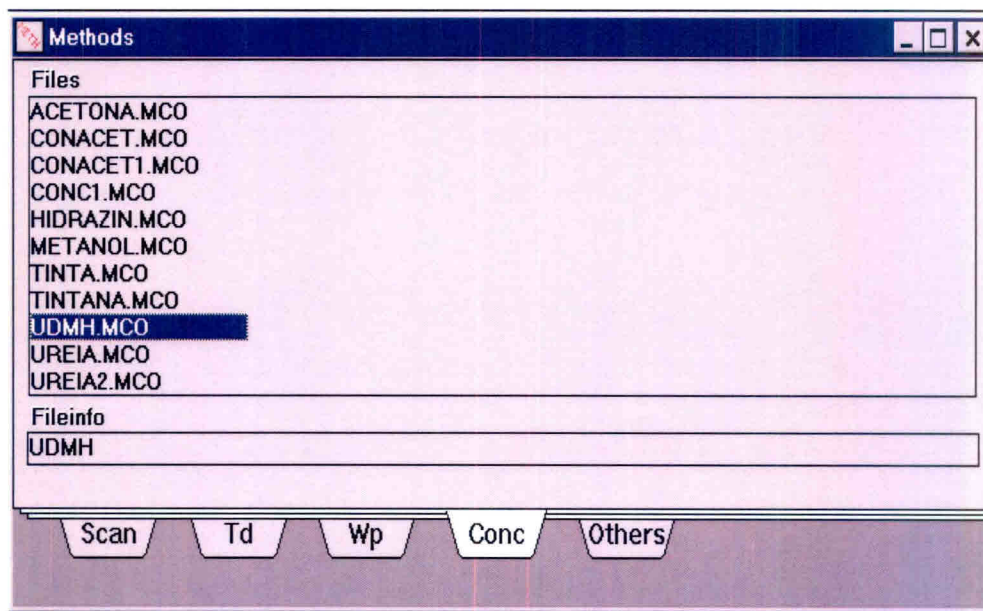 Methods
Files
ACETONA.MCO
CONACET.MCO
CONACET1.MCO
CONC1.MCO
HIDRAZIN.MCO
METANOL.MCO
TINTA.MCO
TINTANA.MCO
UDMH.MCO
UREIA.MCO
UREIA2.MCO
Fileinfo
UDMH
Scan Td Wp Conc Others